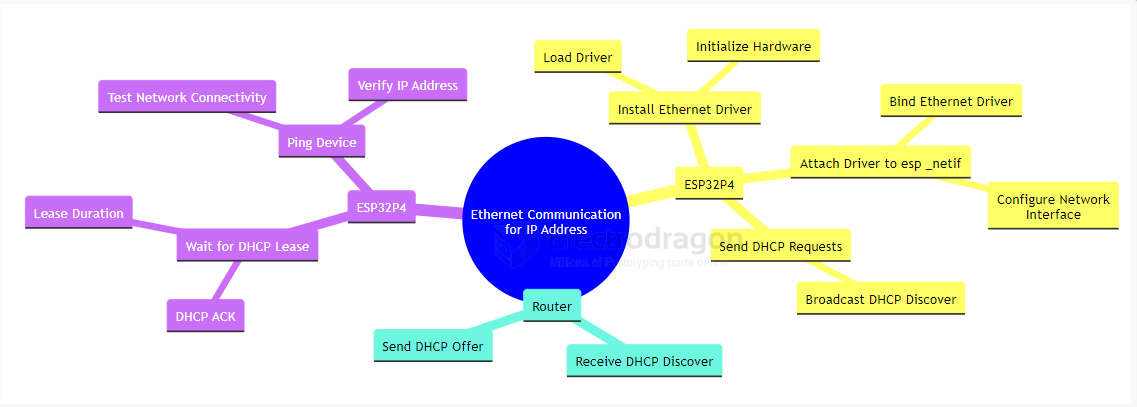 Initialize Hardware
Load Driver
Verify IP Address
Test Network Connectivity
Bind Ethernet Driver
Install Ethernet Driver
Ping Device
Attach Driver to esp _netif
ESP32P4
ESP32P4
Configure Network
Interface
Lease Duration
Ethernet Communication
for IP Address
Wait for DHCP Lease
Electrodragon
Send DHCP Requests
Millions of Prototyping parts online!
Broadcast DHCP Discover
Router
DHCP ACK
Send DHCP Offer
Receive DHCP Discover